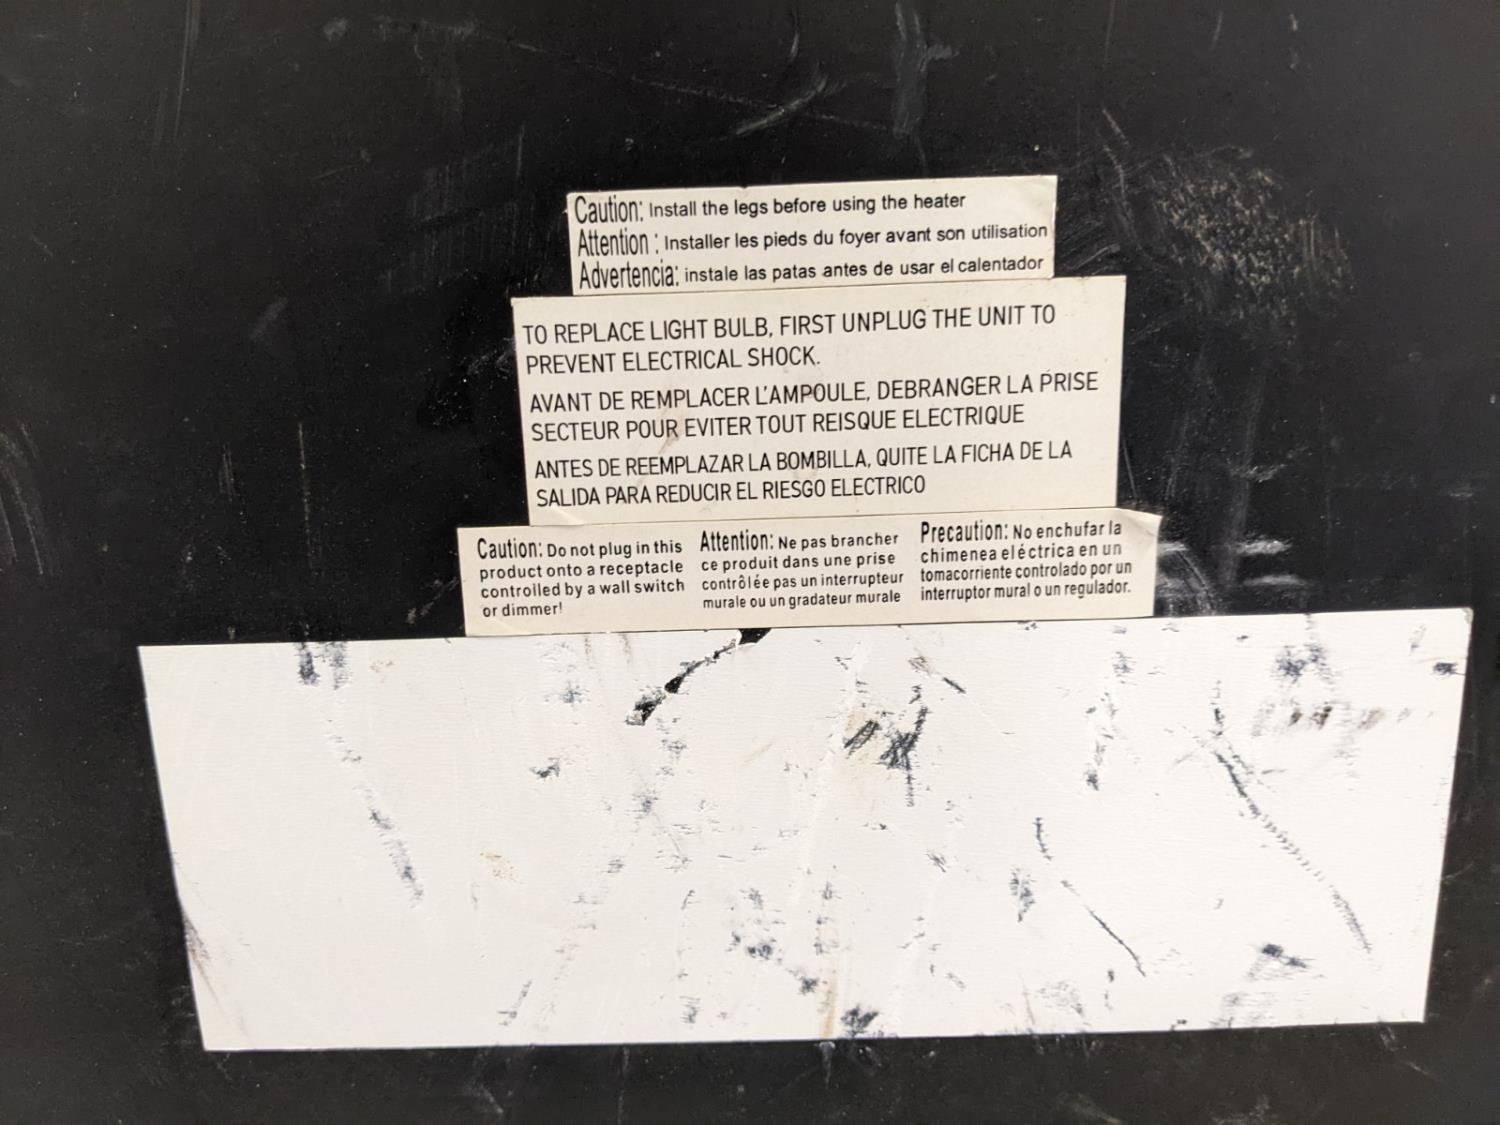 Caution: Install the legs before using the heater
Attention : Installer les pieds du foyer avant son utilisation
Advertencia: instale las patas antes de usar el calentador
TO REPLACE LIGHT BULB, FIRST UNPLUG THE UNIT TO
PREVENT ELECTRICAL SHOCK.
AVANT DE REMPLACER L'AMPOULE, DEBRANGER LA PRISE
SECTEUR POUR EVITER TOUT REISQUE ELECTRIQUE
ANTES DE REEMPLAZAR LA BOMBILLA, QUITE LA FICHA DE LA
SALIDA PARA REDUCIR EL RIESGO ELECTRICO
Caution: Do not plug in this
product onto a receptacle
controlled by a wall switch
or dimmer!
Attention: Ne pas brancher
ce produit dans une prise
contrôlée pas un interrupteur
murale ou un gradateur murale
Precaution: No enchufar la
chimenea eléctrica en un
tomacorriente controlado por un
interruptor mural o un regulador.